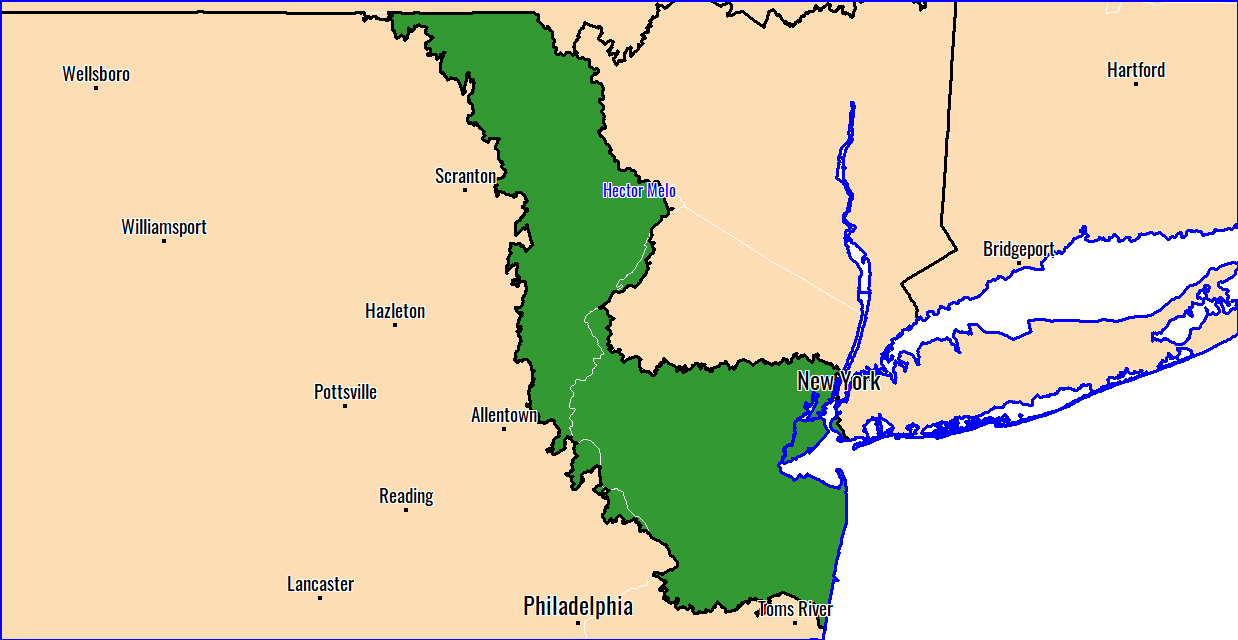 Wellsboro
Hartford
Scranton
Hector Melo
Williamsport
Bridgeport
Hazleton
New York
Pottsville
Allentown
Reading
Lancaster
Philadelphia
Toms River